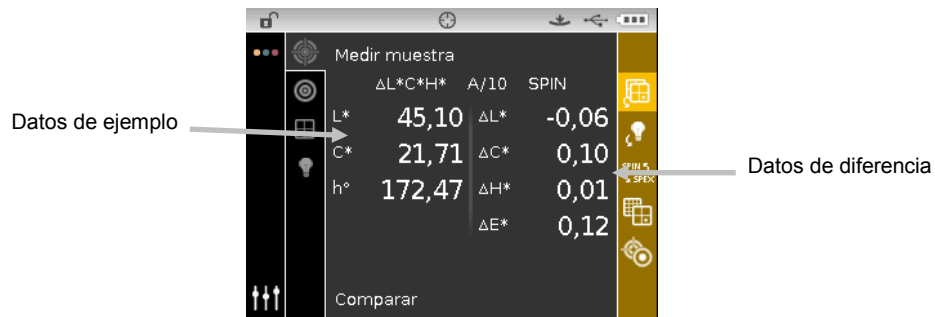 Medir muestra
ΔL*C*H* A/10 SPIN
Datos de ejemplo
L* 45,10 ΔL* -0,06
C* 21,71 ΔC* 0,10
h° 172,47 ΔH* 0,01
ΔE* 0,12
SPIN
SPEX
Datos de diferencia
Comparar